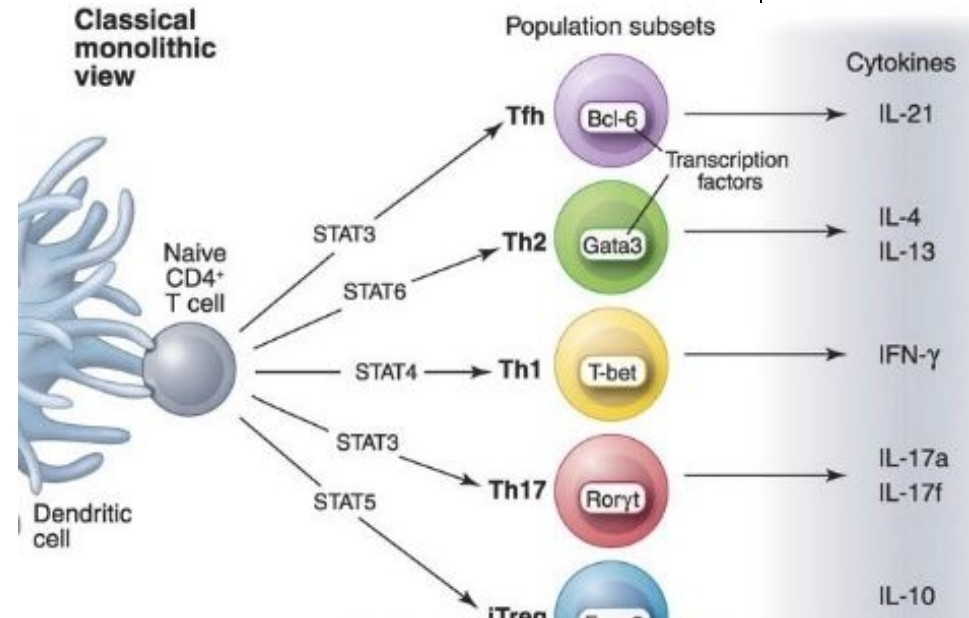 Classical
monolithic
view
Population subsets
Cytokines
Tfh
Bcl-6
IL-21
Transcription
factors
STAT3
Th2
Gata3
IL-4
IL-13
Naive
CD4+
T cell
STAT6
STAT4
Th1
T-bet
IFN-γ
STAT3
Th17
Rorγt
IL-17a
IL-17f
STAT5
Dendritic
cell
iTreg
IL-10